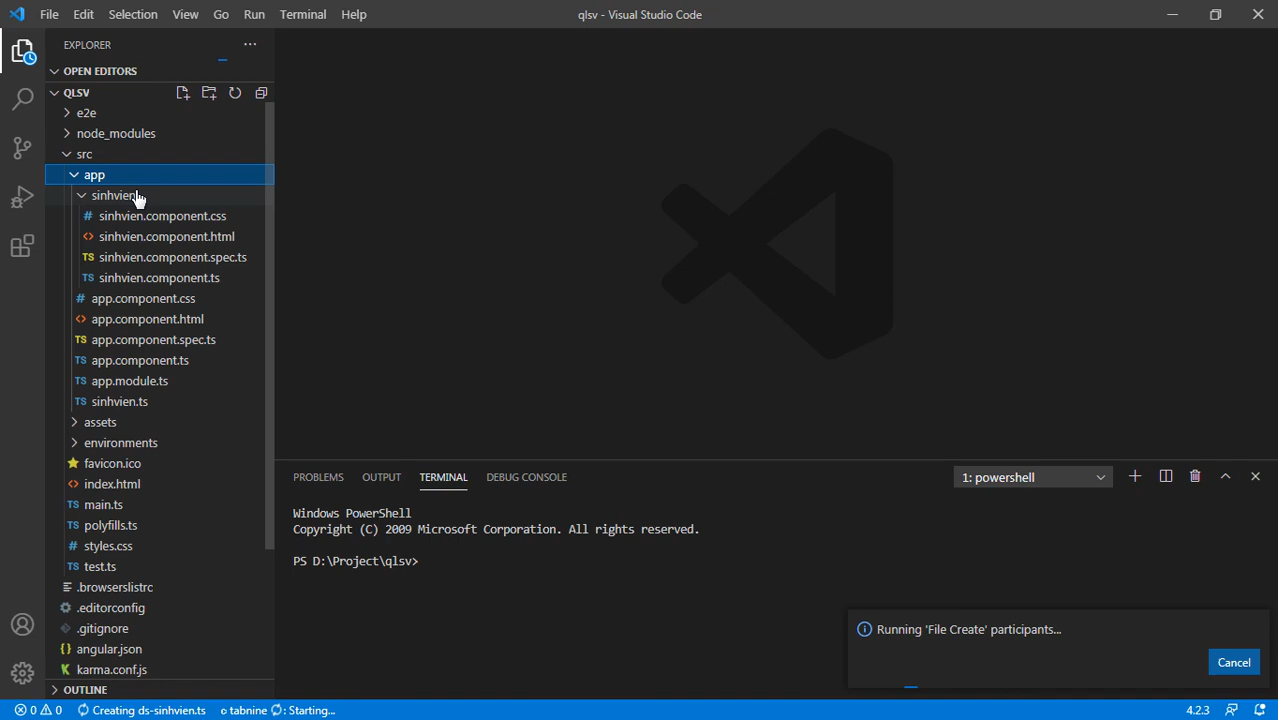 File Edit Selection View Go Run Terminal Help
qlsv - Visual Studio Code
EXPLORER
OPEN EDITORS
QLSV
e2e
node_modules
src
app
sinhvien
sinhvien.component.css
sinhvien.component.html
sinhvien.component.spec.ts
sinhvien.component.ts
app.component.css
app.component.html
app.component.spec.ts
app.component.ts
app.module.ts
sinhvien.ts
assets
environments
favicon.ico
index.html
main.ts
polyfills.ts
styles.css
test.ts
.browserslistrc
.editorconfig
.gitignore
angular.json
karma.conf.js
OUTLINE
PROBLEMS OUTPUT TERMINAL DEBUG CONSOLE
1: powershell
Windows PowerShell
Copyright (C) 2009 Microsoft Corporation. All rights reserved.
PS D:\Project\qlsv>
Running 'File Create' participants...
Cancel
0 0 Creating ds-sinhvien.ts tabnine : Starting... 4.2.3